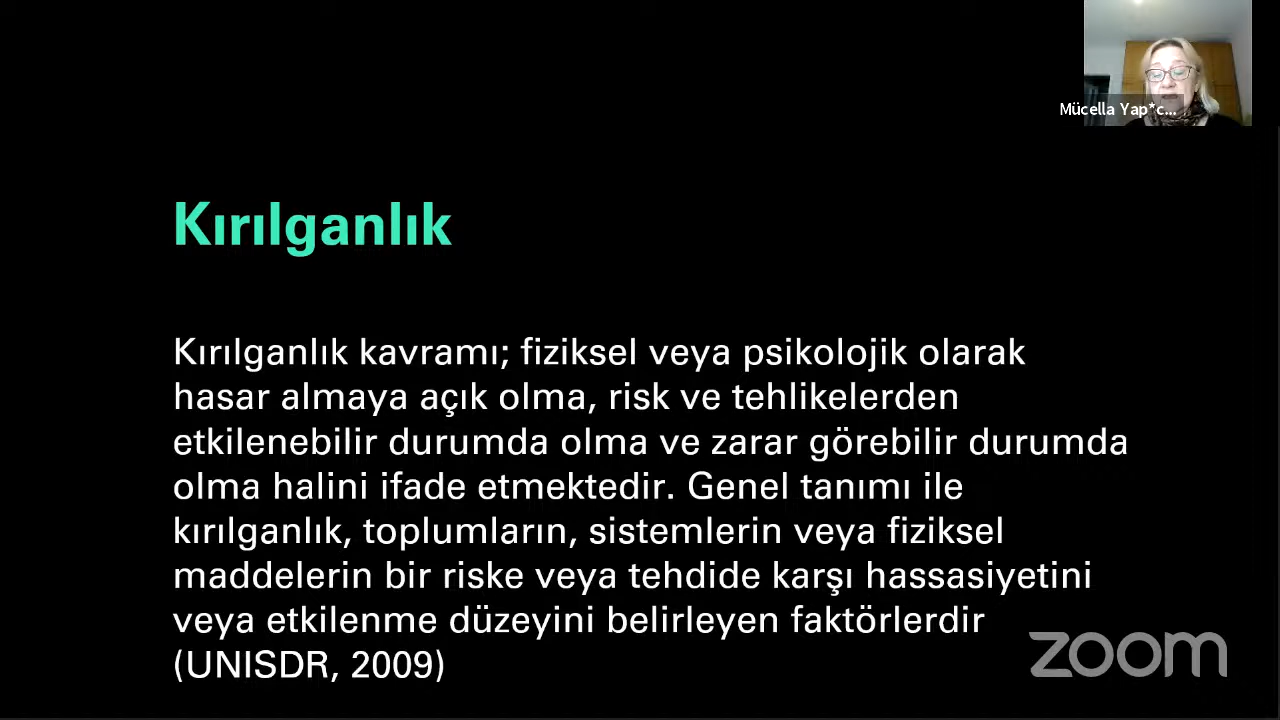 Mücella Yap*c...
Kırılganlık
Kırılganlık kavramı; fiziksel veya psikolojik olarak
hasar almaya açık olma, risk ve tehlikelerden
etkilenebilir durumda olma ve zarar görebilir durumda
olma halini ifade etmektedir. Genel tanımı ile
kırılganlık, toplumların, sistemlerin veya fiziksel
maddelerin bir riske veya tehdide karşı hassasiyetini
veya etkilenme düzeyini belirleyen faktörlerdir
(UNISDR, 2009)
zoom